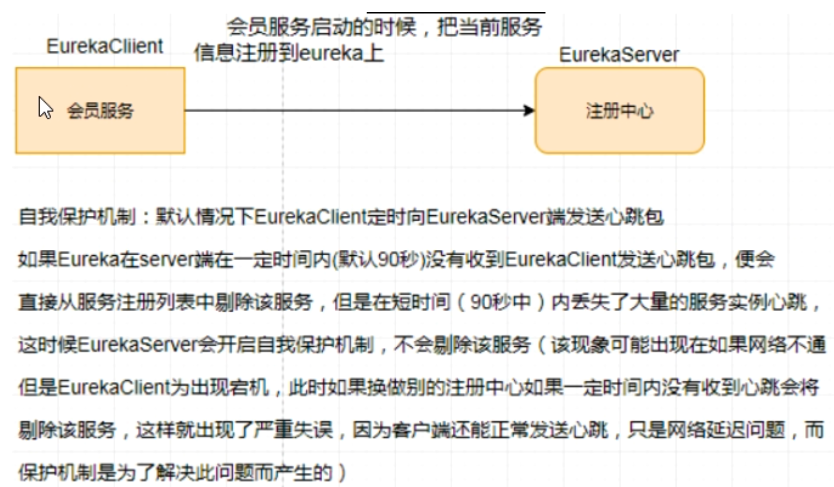 会员服务启动的时候，把当前服务
信息注册到eureka上
EurekaCliient
EurekaServer
会员服务
注册中心
自我保护机制：默认情况下EurekaClient定时向EurekaServer端发送心跳包
如果Eureka在server端在一定时间内(默认90秒)没有收到EurekaClient发送心跳包，便会
直接从服务注册列表中剔除该服务，但是在短时间（90秒中）内丢失了大量的服务实例心跳，
这时候EurekaServer会开启自我保护机制，不会剔除该服务（该现象可能出现在如果网络不通
但是EurekaClient为出现宕机，此时如果换做别的注册中心如果一定时间内没有收到心跳会将
剔除该服务，这样就出现了严重失误，因为客户端还能正常发送心跳，只是网络延迟问题，而
保护机制是为了解决此问题而产生的）